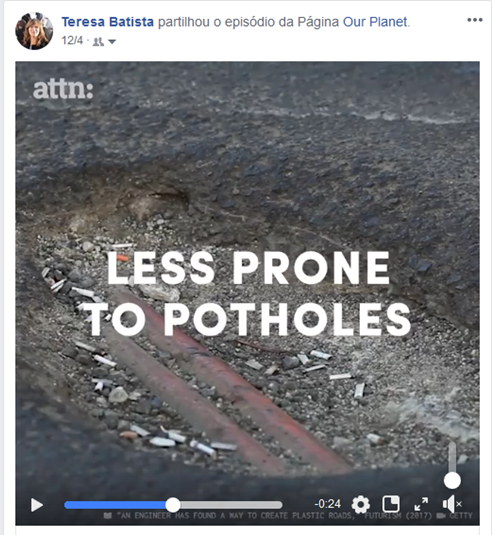 Teresa Batista partilhou o episódio da Página Our Planet.
12/4 ·
attn:
LESS PRONE
TO POTHOLES
-0:24
"AN ENGINEER HAS FOUND A WAY TO CREATE PLASTIC ROADS," FUTURISM (2017) GETTY